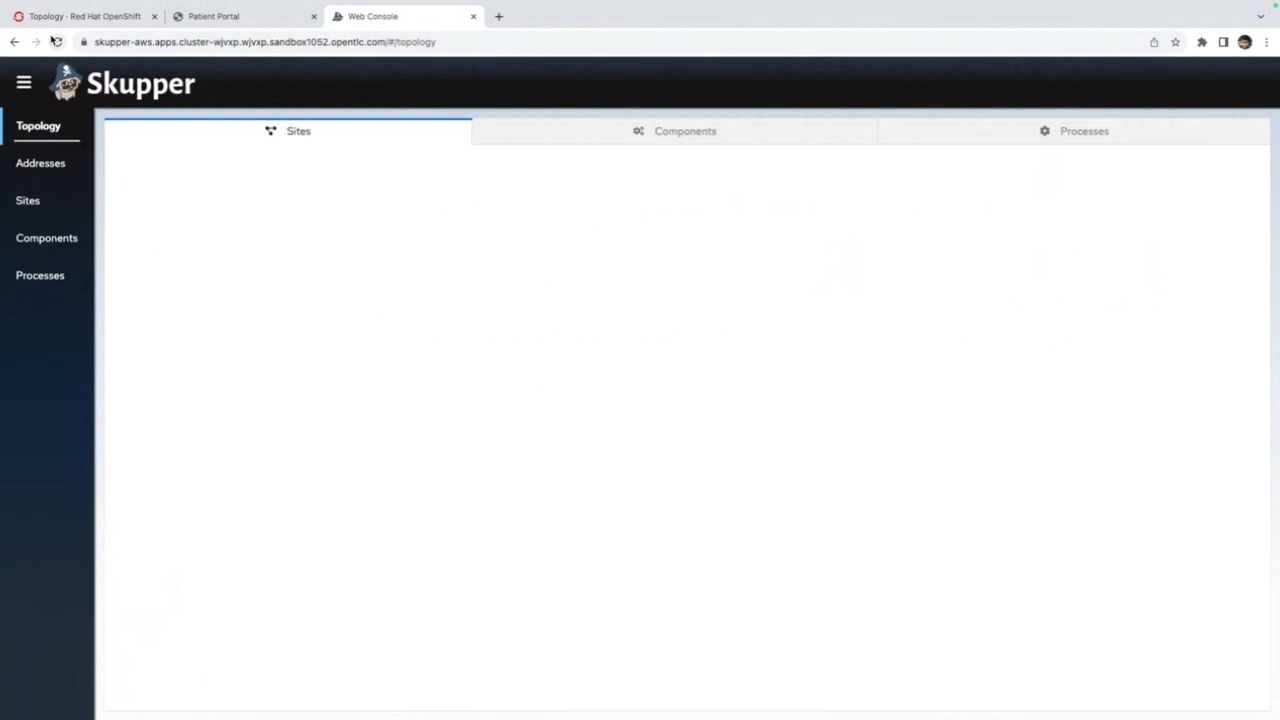 Topology · Red Hat OpenShift
Patient Portal
Web Console
skupper-aws.apps.cluster-wjvxp.wjvxp.sandbox1052.opentlc.com/#/topology
Skupper
Topology
Addresses
Sites
Components
Processes
Sites
Components
Processes